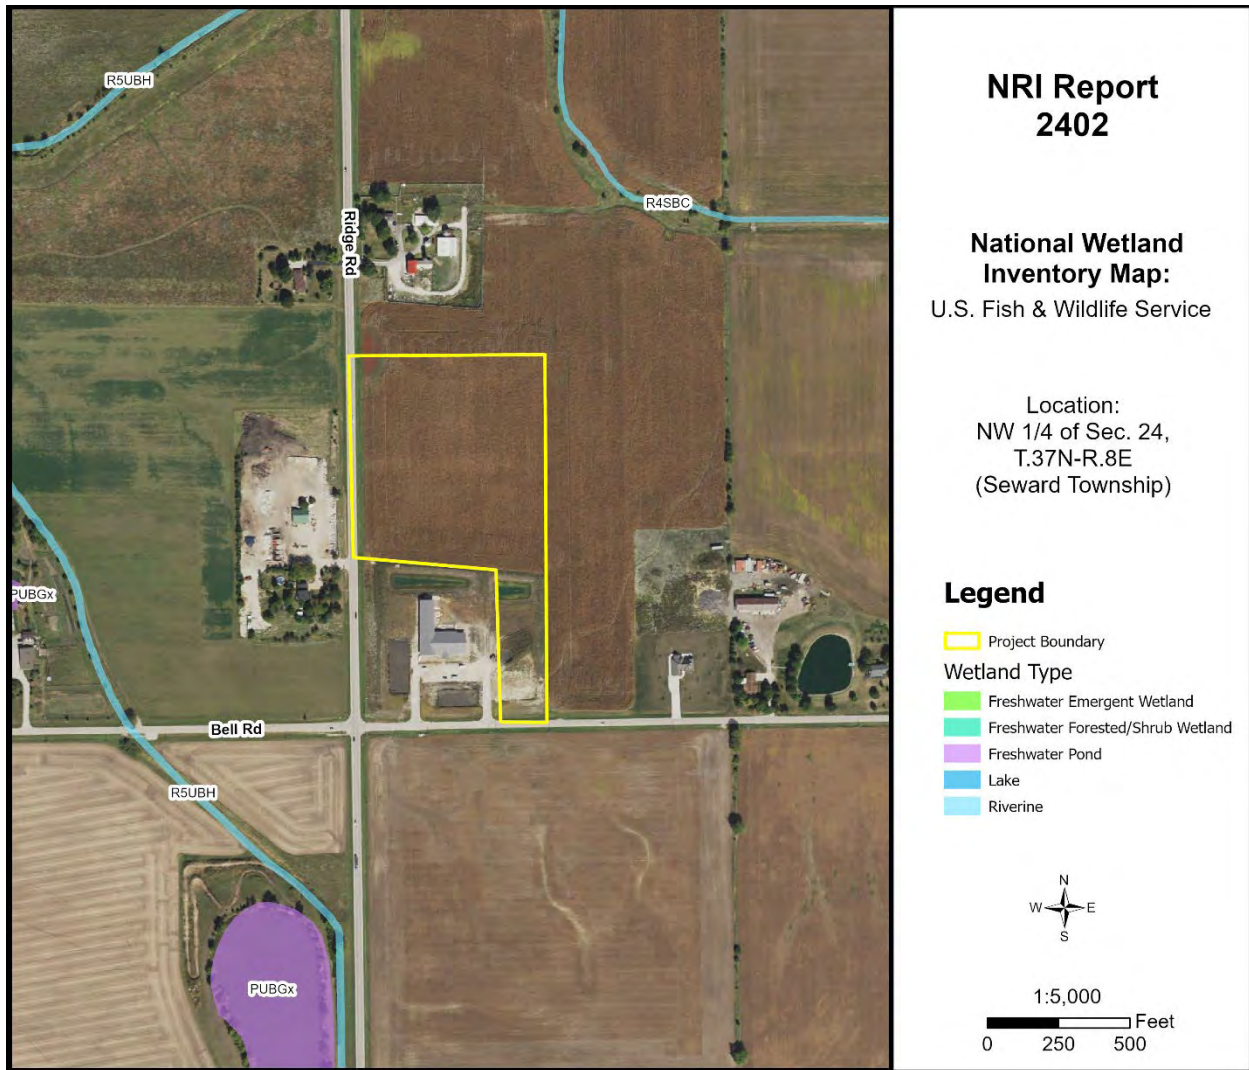 R5UBH
R4SBC
Ridge Rd
PUBGx
Bell Rd
R5UBH
PUBGx
NRI Report
2402
National Wetland
Inventory Map:
U.S. Fish & Wildlife Service
Location:
NW 1/4 of Sec. 24,
T.37N-R.8E
(Seward Township)
Legend
Project Boundary
Wetland Type
Freshwater Emergent Wetland
Freshwater Forested/Shrub Wetland
Freshwater Pond
Lake
Riverine
N
W E
S
1:5,000
Feet
0 250 500